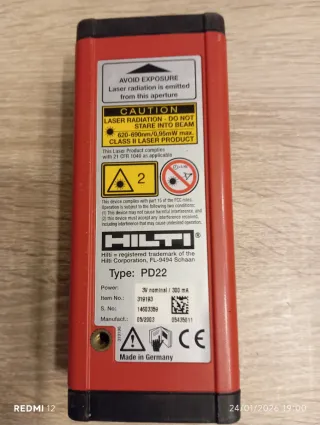 AVOID EXPOSURE
Laser radiation is emitted
from this aperture
CAUTION
LASER RADIATION - DO NOT
STARE INTO BEAM
620-690nm/0,95mW max.
CLASS II LASER PRODUCT
This Laser Product complies
with 21 CFR 1040 as applicable
2
This device complies with part 15 of the FCC rules.
Operation is subject to the following two conditions:
(1) This device may not cause harmful interference, and
(2) this device must accept any interference received,
including interference that may cause undesired operation.
HILTI®
Hilti = registered trademark of the
Hilti Corporation, FL-9494 Schaan
Type: PD22
Power: 3V nominal / 300 mA
Item No.:
S. No.:
Manufact.: 05/2002
Made in Germany
CE
REDMI 12
24/01/2026 19:00